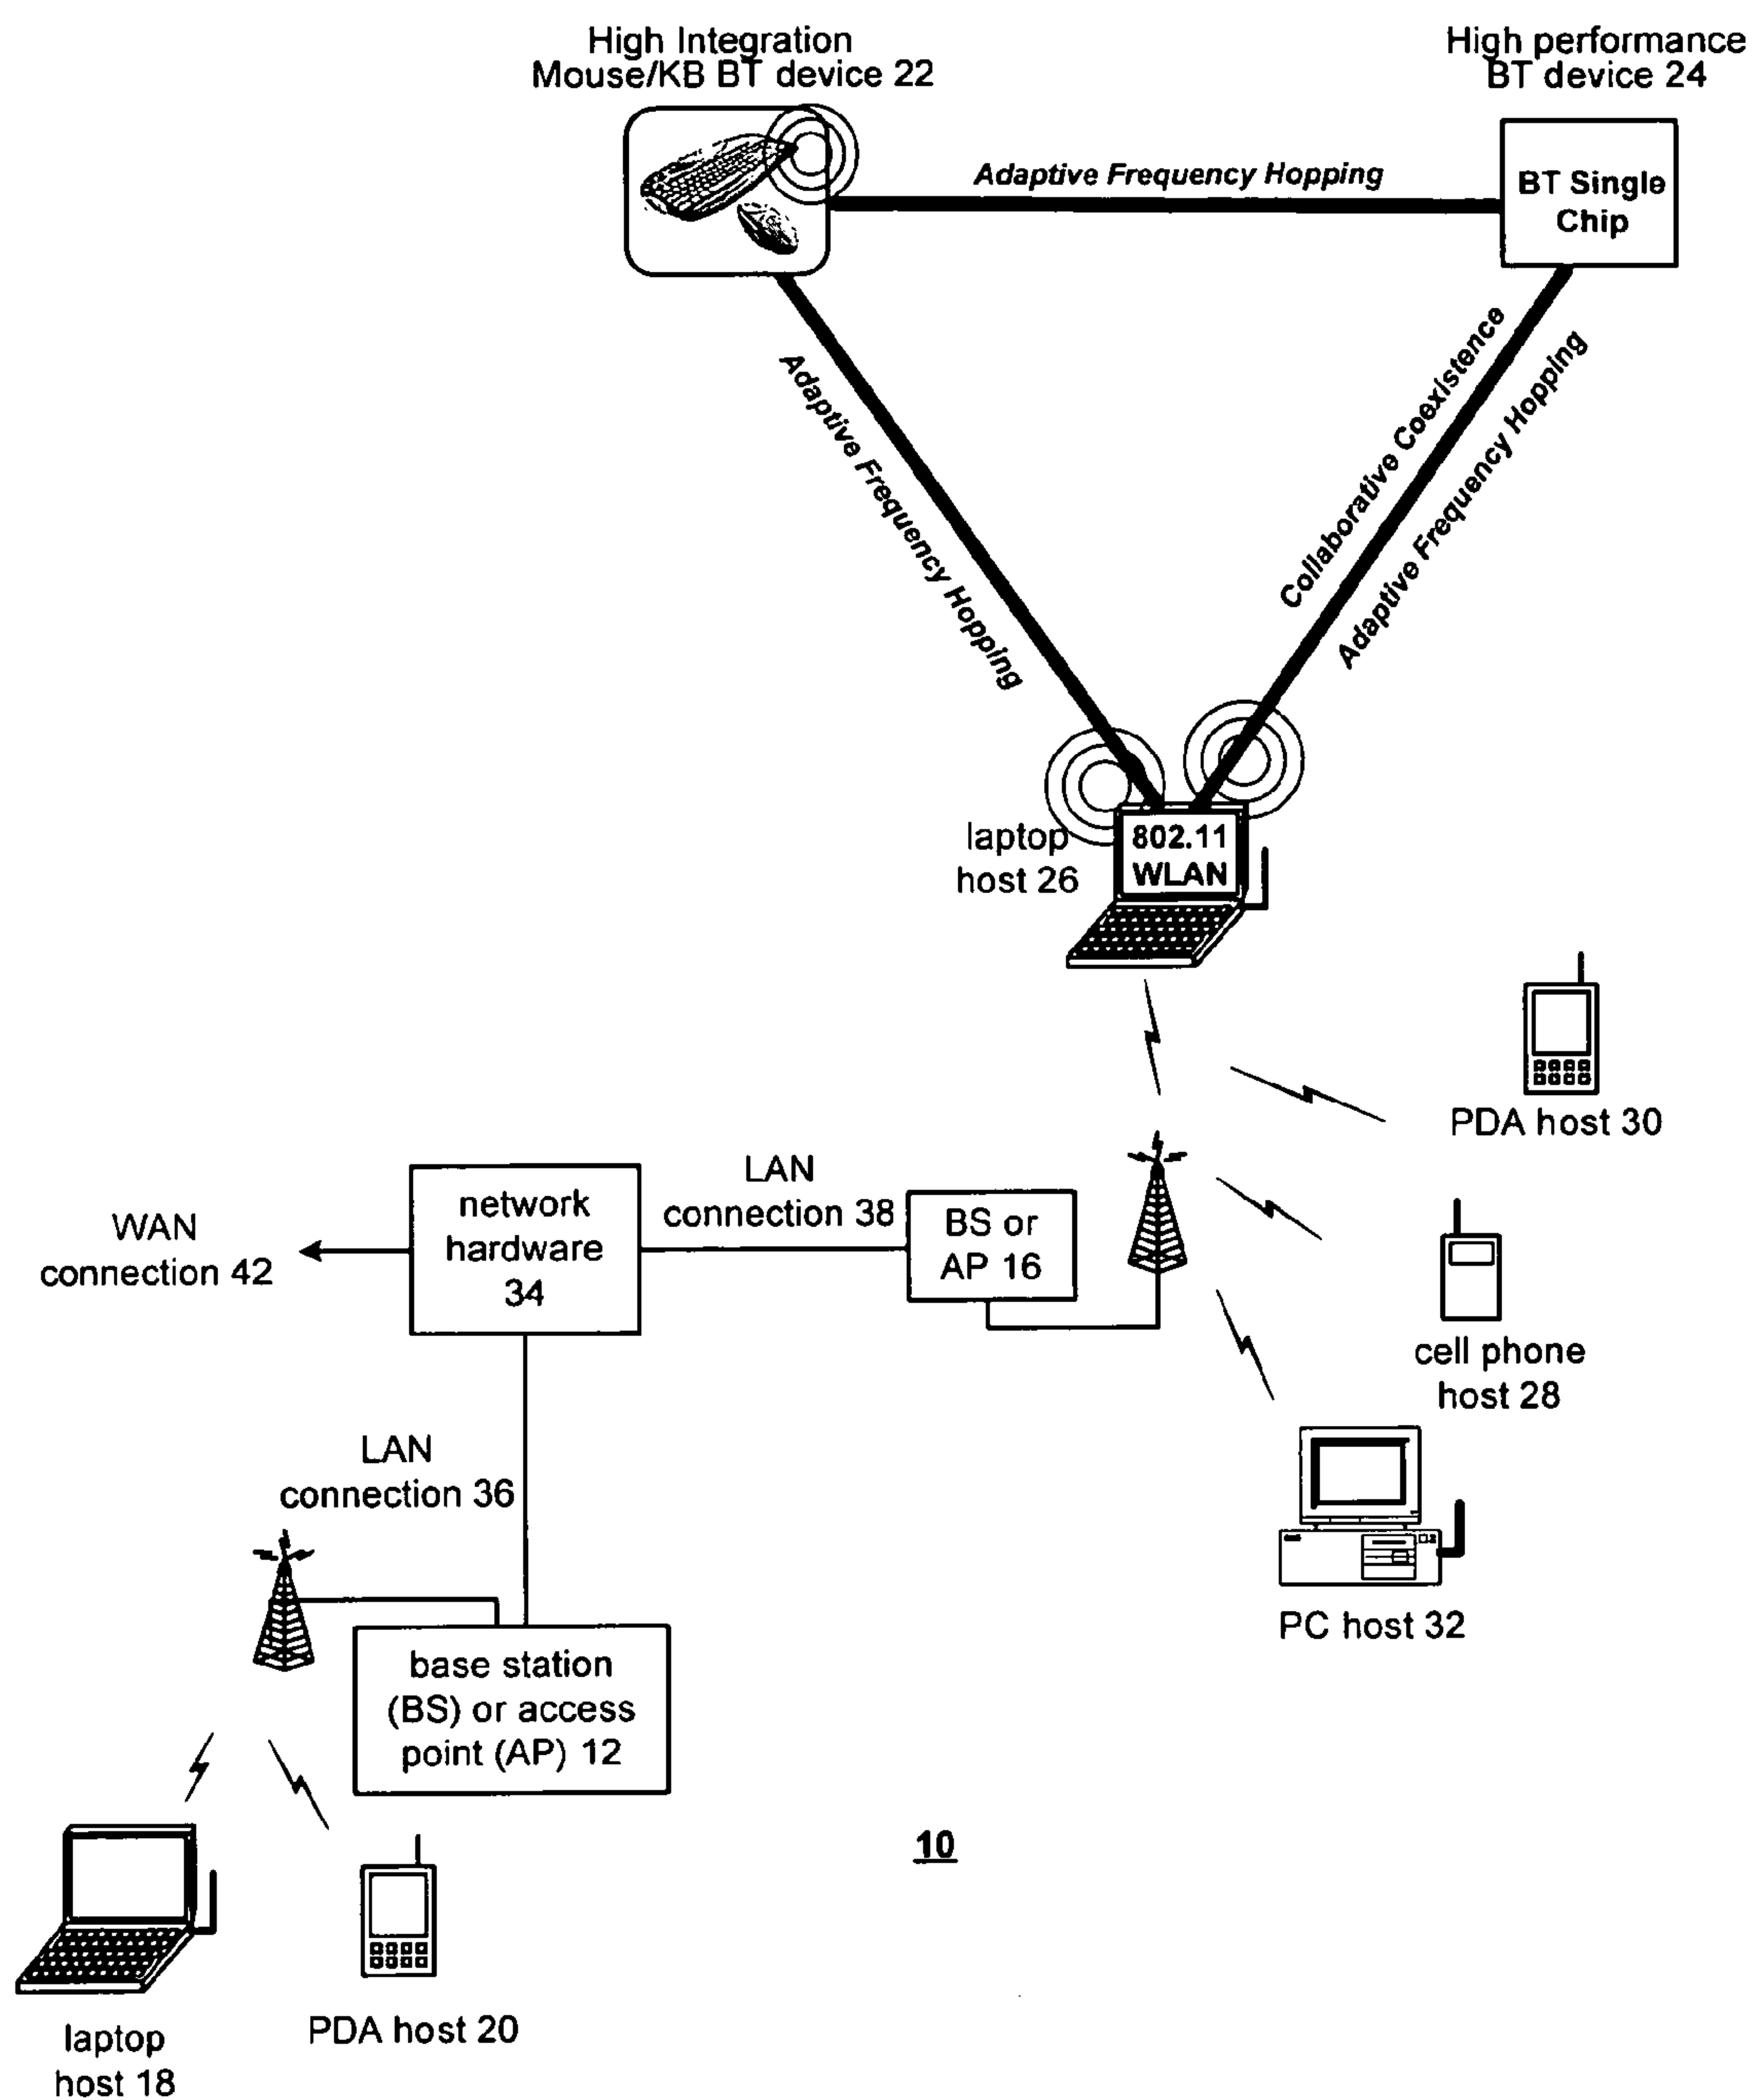 High Integration
Mouse/KB BT device 22
High performance
BT device 24
Adaptive Frequency Hopping
BT Single
Chip
Adaptive Frequency Hopping
Collaborative Coexistence
Adaptive Frequency Hopping
laptop
host 26
802.11
WLAN
PDA host 30
LAN
connection 38
network
hardware
34
WAN
connection 42
BS or
AP 16
cell phone
host 28
LAN
connection 36
PC host 32
base station
(BS) or access
point (AP) 12
10
PDA host 20
laptop
host 18